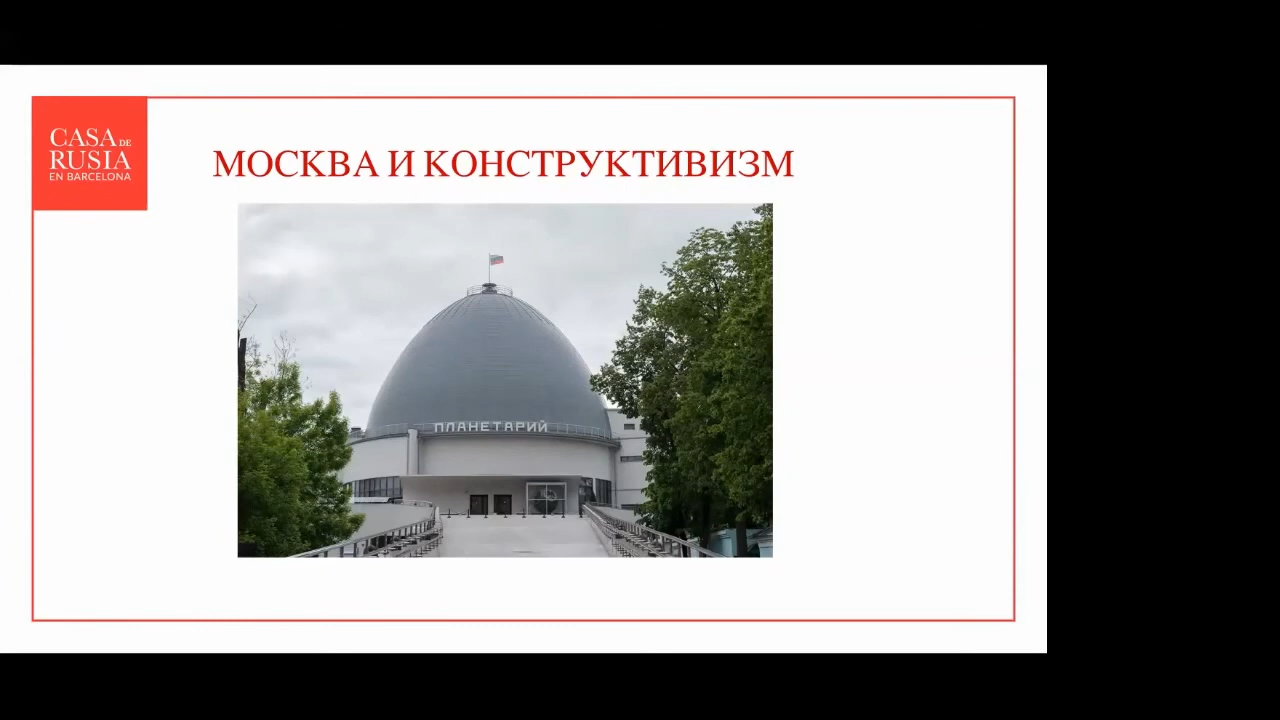 CASA DE
RUSIA
EN BARCELONA
МОСКВА И КОНСТРУКТИВИЗМ
ПЛАНЕТАРИЙ